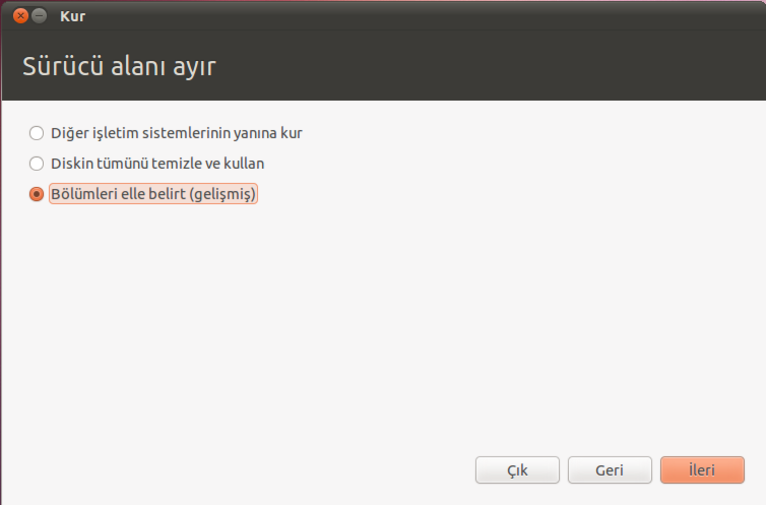 Kur
Sürücü alanı ayır
Diğer işletim sistemlerinin yanına kur
Diskin tümünü temizle ve kullan
Bölümleri elle belirt (gelişmiş)
Çık Geri İleri